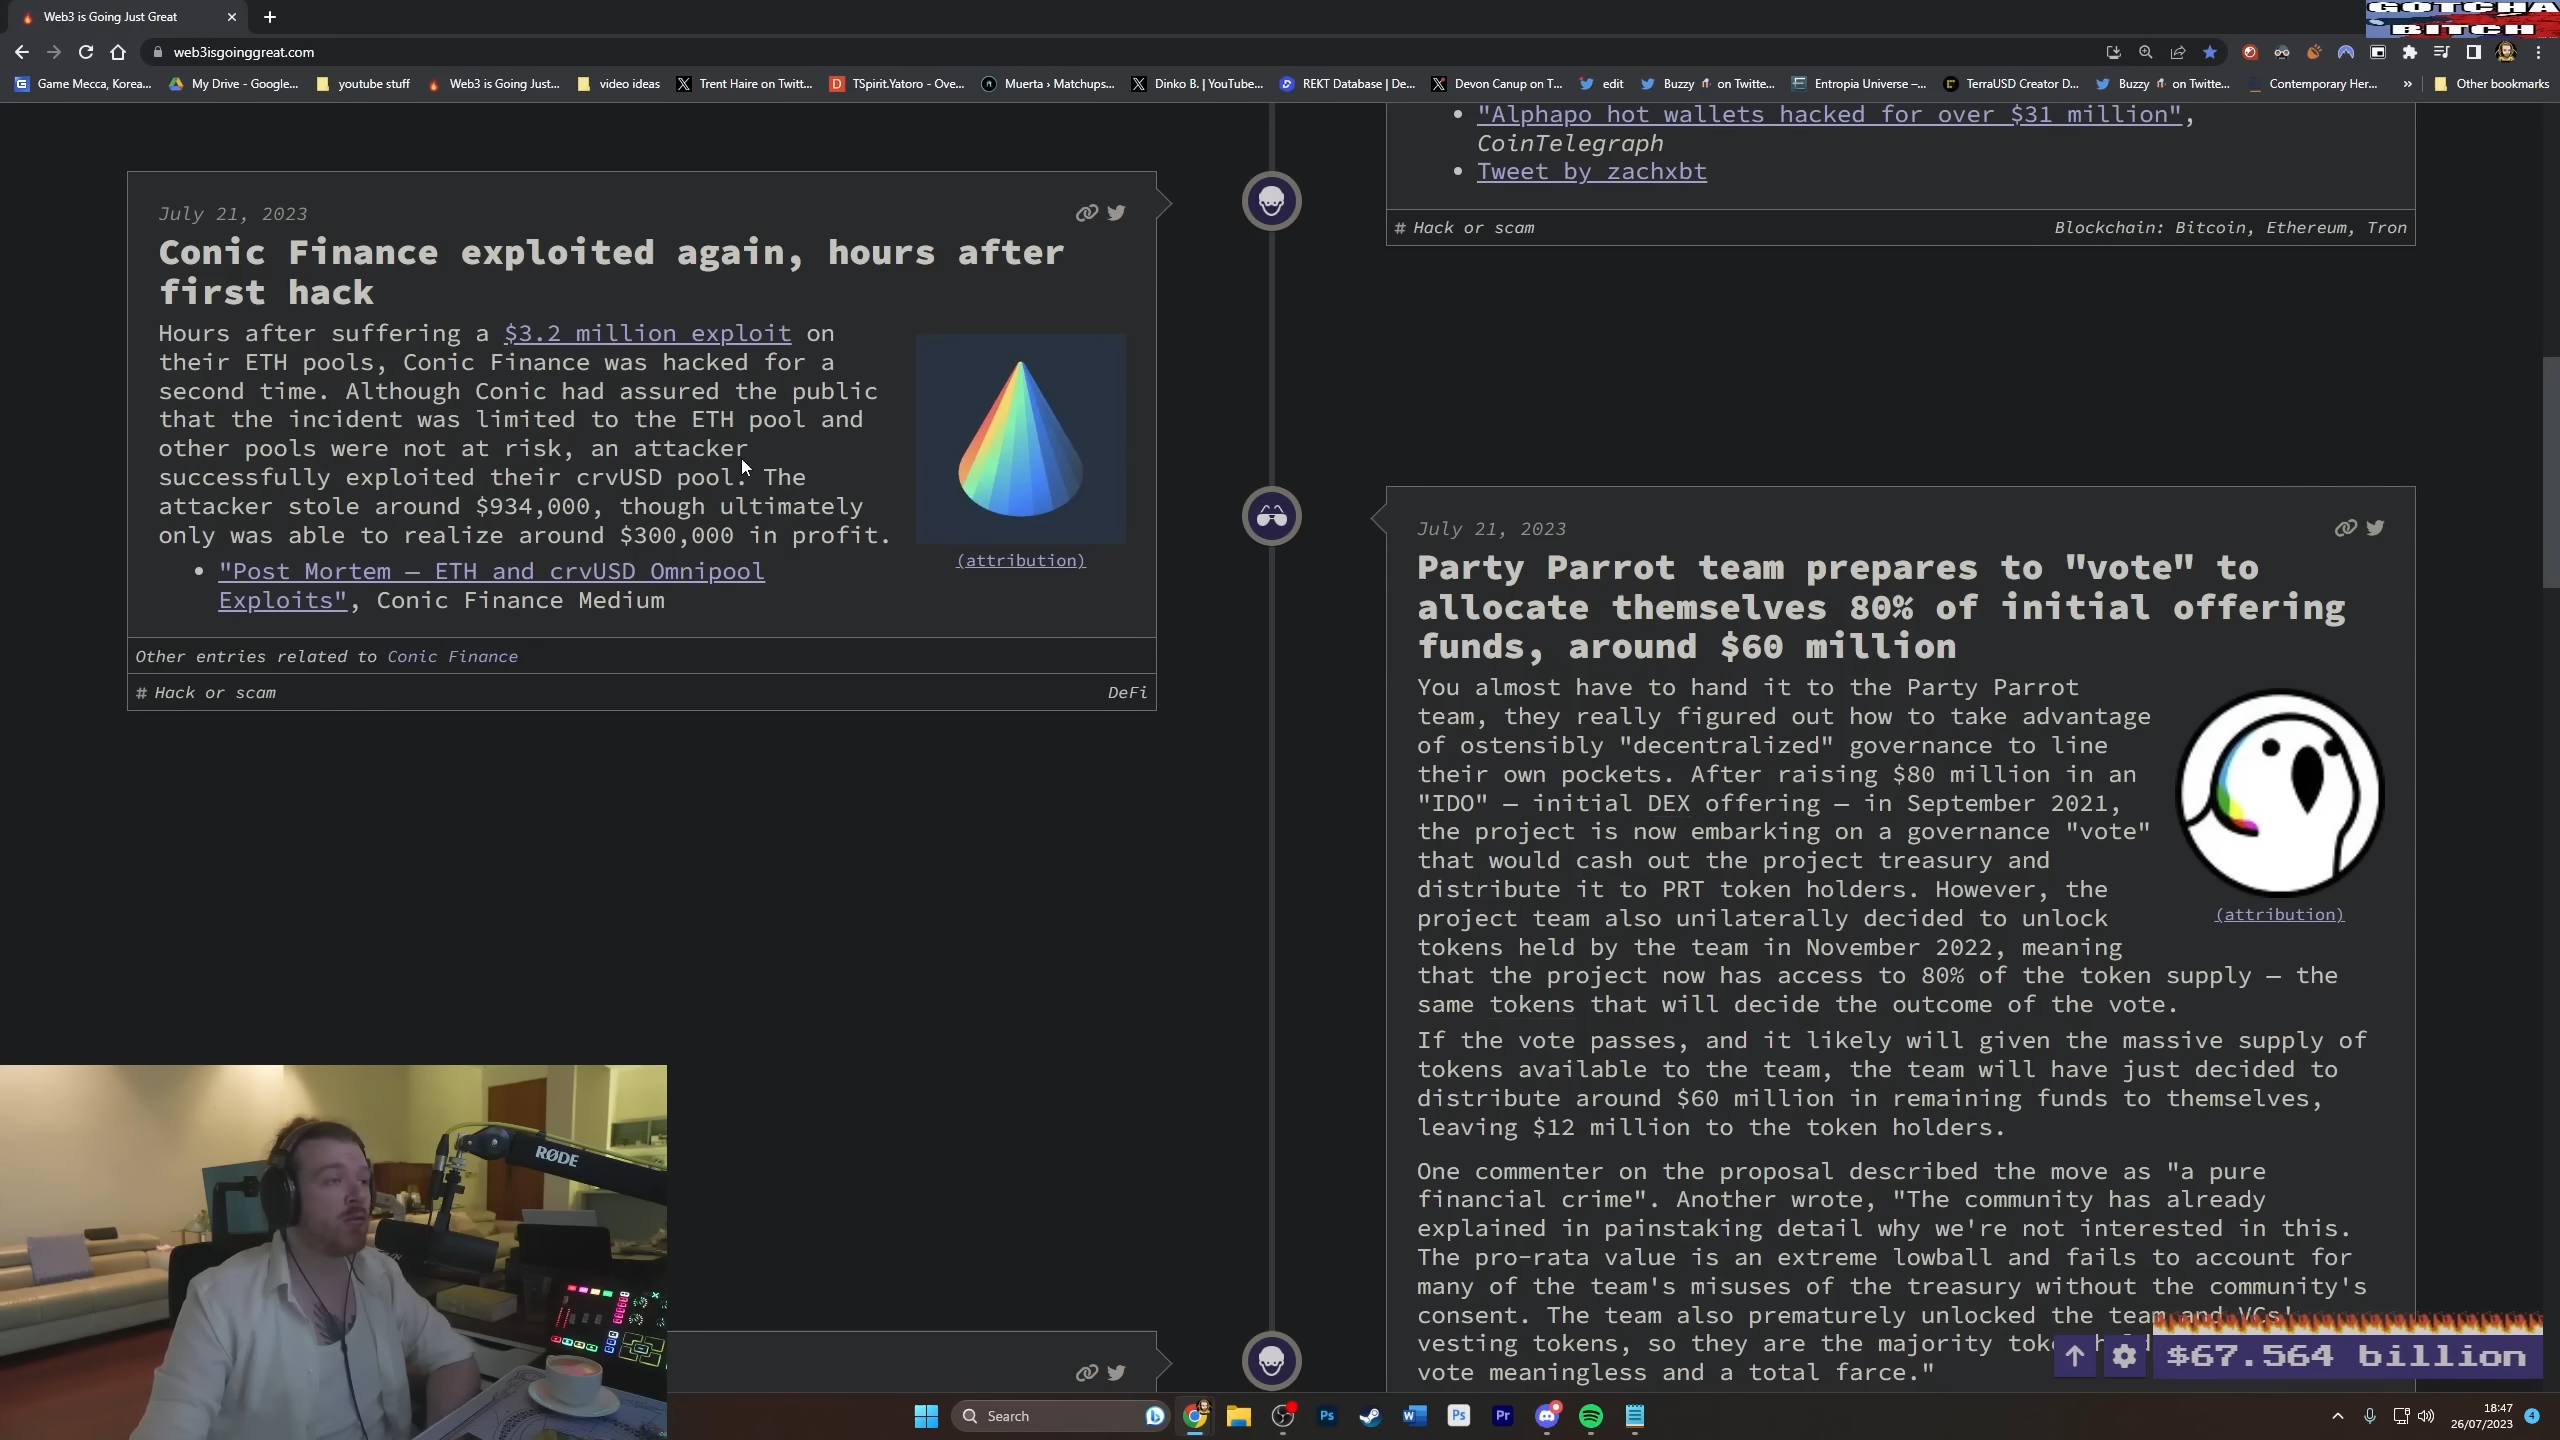 Web3 is Going Just Great
GOTCHA
BITCH
web3isgoinggreat.com
Game Mecca, Korea...
My Drive - Google...
youtube stuff
Web3 is Going Just...
video ideas
Trent Haire on Twitt...
TSpirit.Yatoro - Ove...
Muerta › Matchups...
Dinko B. | YouTube...
REKT Database | De...
Devon Canup on T...
edit
Buzzy on Twitte...
Entropia Universe –...
TerraUSD Creator D...
Buzzy on Twitte...
Contemporary Her...
»
Other bookmarks
"Alphapo hot wallets hacked for over $31 million",
CoinTelegraph
Tweet by zachxbt
# Hack or scam
Blockchain: Bitcoin, Ethereum, Tron
July 21, 2023
Conic Finance exploited again, hours after
first hack
Hours after suffering a $3.2 million exploit on
their ETH pools, Conic Finance was hacked for a
second time. Although Conic had assured the public
that the incident was limited to the ETH pool and
other pools were not at risk, an attacker
successfully exploited their crvUSD pool. The
attacker stole around $934,000, though ultimately
only was able to realize around $300,000 in profit.
(attribution)
"Post Mortem — ETH and crvUSD Omnipool
Exploits", Conic Finance Medium
Other entries related to Conic Finance
# Hack or scam
DeFi
July 21, 2023
Party Parrot team prepares to "vote" to
allocate themselves 80% of initial offering
funds, around $60 million
You almost have to hand it to the Party Parrot
team, they really figured out how to take advantage
of ostensibly "decentralized" governance to line
their own pockets. After raising $80 million in an
"IDO" — initial DEX offering — in September 2021,
the project is now embarking on a governance "vote"
that would cash out the project treasury and
distribute it to PRT token holders. However, the
project team also unilaterally decided to unlock
tokens held by the team in November 2022, meaning
that the project now has access to 80% of the token supply — the
same tokens that will decide the outcome of the vote.
(attribution)
If the vote passes, and it likely will given the massive supply of
tokens available to the team, the team will have just decided to
distribute around $60 million in remaining funds to themselves,
leaving $12 million to the token holders.
One commenter on the proposal described the move as "a pure
financial crime". Another wrote, "The community has already
explained in painstaking detail why we're not interested in this.
The pro-rata value is an extreme lowball and fails to account for
many of the team's misuses of the treasury without the community's
consent. The team also prematurely unlocked the team and VCs'
vesting tokens, so they are the majority
vote meaningless and a total farce."
$67.564 billion
RØDE
Search
18:47
26/07/2023
4